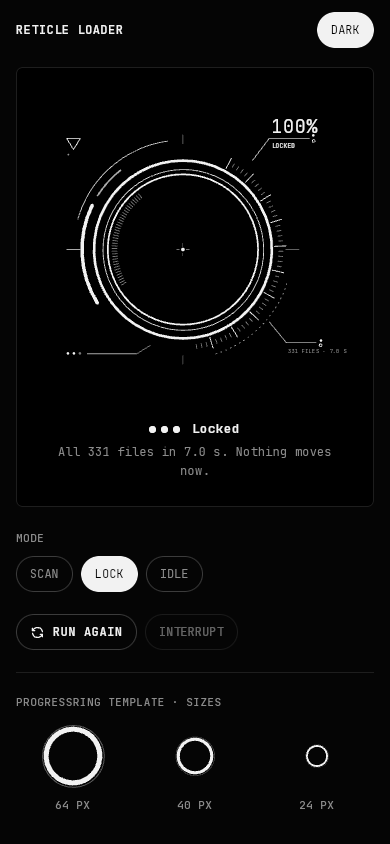 RETICLE LOADER
DARK
100%
LOCKED
331 FILES · 7.0 S
Locked
All 331 files in 7.0 s. Nothing moves
now.
MODE
SCAN
LOCK
IDLE
RUN AGAIN
INTERRUPT
PROGRESSRING TEMPLATE · SIZES
64 PX
40 PX
24 PX